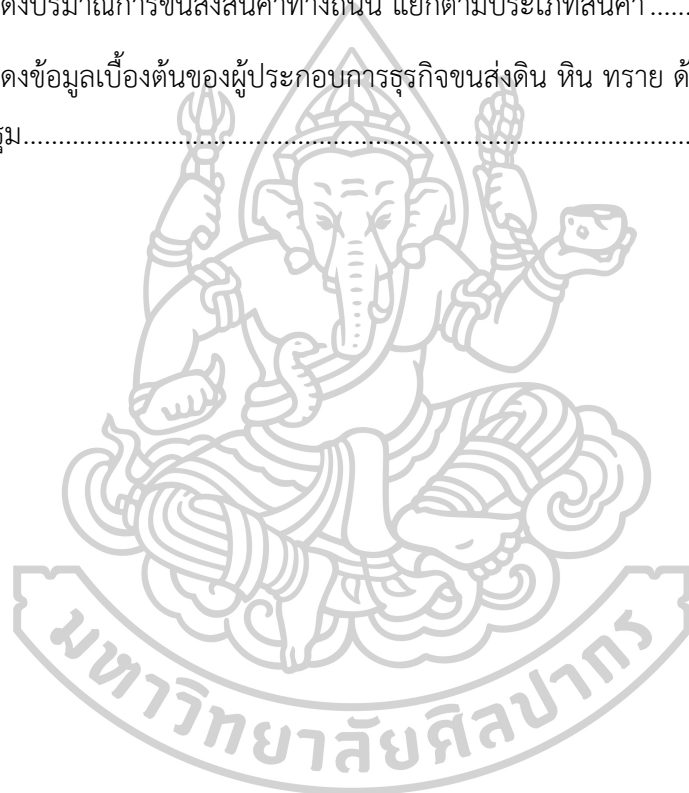 ดงปริมาณการขนส่งสินค้าทางถนน แยกตามประเภทสินค้า......
ดงข้อมูลเบื้องต้นของผู้ประกอบการธุรกิจขนส่งดิน หิน ทราย ด้
ฐม................................................................................................
มหาวิทยาลัยศิลปากร